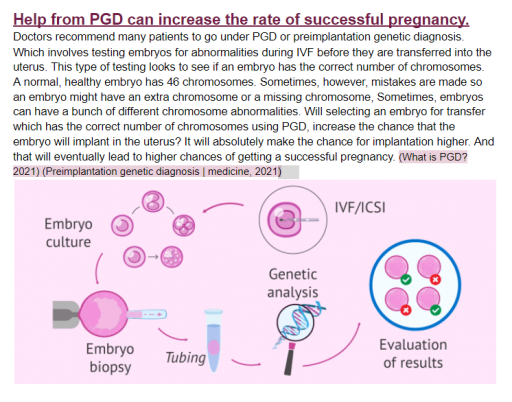 Help from PGD can increase the rate of successful pregnancy.
Doctors recommend many patients to go under PGD or preimplantation genetic diagnosis.
Which involves testing embryos for abnormalities during IVF before they are transferred into the
uterus. This type of testing looks to see if an embryo has the correct number of chromosomes.
A normal, healthy embryo has 46 chromosomes. Sometimes, however, mistakes are made so
an embryo might have an extra chromosome or a missing chromosome, Sometimes, embryos
can have a bunch of different chromosome abnormalities. Will selecting an embryo for transfer
which has the correct number of chromosomes using PGD, increase the chance that the
embryo will implant in the uterus? It will absolutely make the chance for implantation higher. And
that will eventually lead to higher chances of getting a successful pregnancy. (What is PGD?
2021) (Preimplantation genetic diagnosis | medicine, 2021)
IVF/ICSI
Embryo
culture
Embryo
biopsy
Tubing
Genetic
analysis
Evaluation
of results